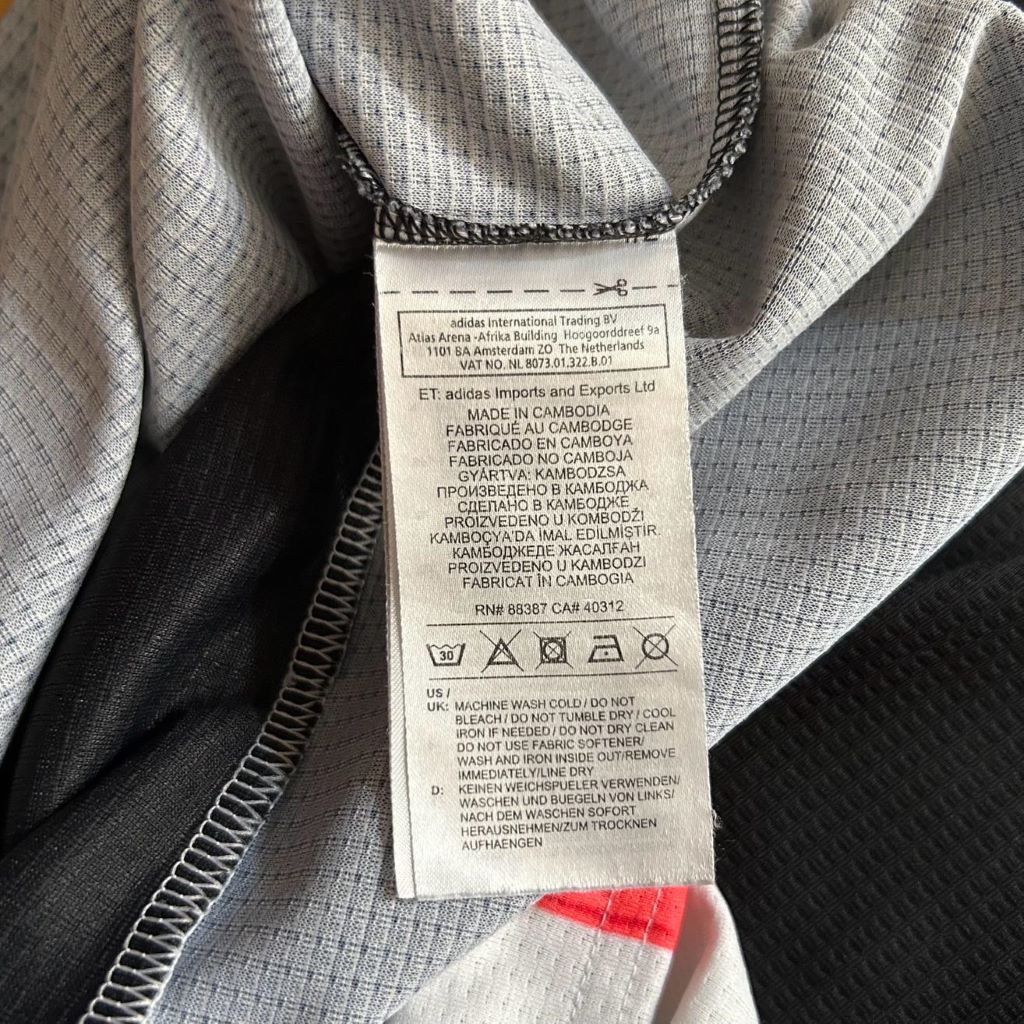 adidas International Trading BV
Atlas Arena -Afrika Building Hoogoorddreef 9a
1101 BA Amsterdam ZO The Netherlands
VAT NO. NL 8073.01.322.B.01
ET: adidas Imports and Exports Ltd
MADE IN CAMBODIA
FABRIQUÉ AU CAMBODGE
FABRICADO EN CAMBOYA
FABRICADO NO CAMBOJA
GYÁRTVA: KAMBODZSA
ПРОИЗВЕДЕНО В КАМБОДЖА
СДЕЛАНО В КАМБОДЖЕ
PROIZVEDENO U KOMBODŽI
KAMBOÇYA'DA İMAL EDİLMİŞTİR.
КАМБОДЖЕДЕ ЖАСАЛҒАН
PROIZVEDENO U KAMBODZI
FABRICAT ÎN CAMBOGIA
RN# 88387 CA# 40312
30
US /
UK: MACHINE WASH COLD / DO NOT
BLEACH / DO NOT TUMBLE DRY / COOL
IRON IF NEEDED / DO NOT DRY CLEAN
DO NOT USE FABRIC SOFTENER/
WASH AND IRON INSIDE OUT/REMOVE
IMMEDIATELY/LINE DRY
D: KEINEN WEICHSPUELER VERWENDEN/
WASCHEN UND BUEGELN VON LINKS/
NACH DEM WASCHEN SOFORT
HERAUSNEHMEN/ZUM TROCKNEN
AUFHAENGEN